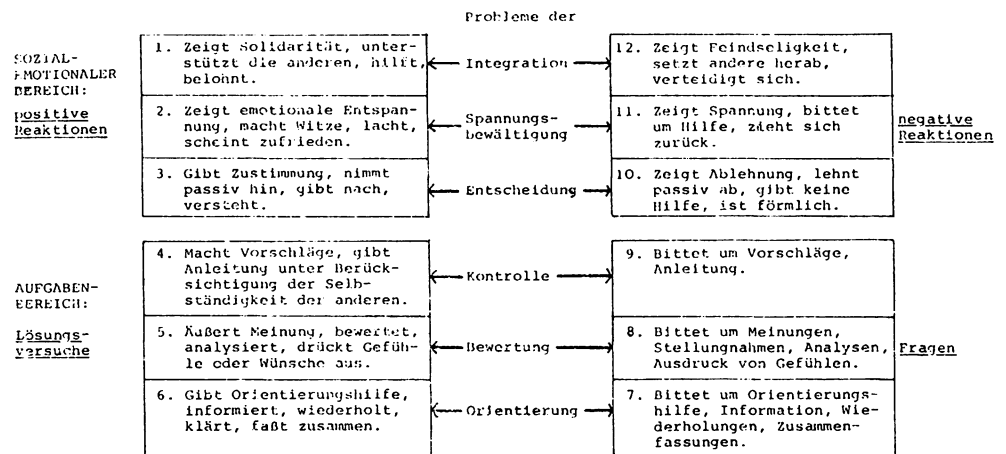 Probleme der
SOZIAL-
EMOTIONALER
BEREICH:
positive
Reaktionen
1. Zeigt Solidarität, unter-
stützt die anderen, hilft,
belohnt.
Integration
12. Zeigt Feindseligkeit,
setzt andere herab,
verteidigt sich.
2. Zeigt emotionale Entspan-
nung, macht Witze, lacht,
scheint zufrieden.
Spannungs-
bewältigung
11. Zeigt Spannung, bittet
um Hilfe, zieht sich
zurück.
negative
Reaktionen
3. Gibt Zustimmung, nimmt
passiv hin, gibt nach,
versteht.
Entscheidung
10. Zeigt Ablehnung, lehnt
passiv ab, gibt keine
Hilfe, ist förmlich.
AUFGABEN-
BEREICH:
Lösungs-
versuche
4. Macht Vorschläge, gibt
Anleitung unter Berück-
sichtigung der Selb-
ständigkeit der anderen.
Kontrolle
9. Bittet um Vorschläge,
Anleitung.
5. Äußert Meinung, bewertet,
analysiert, drückt Gefüh-
le oder Wünsche aus.
Bewertung
8. Bittet um Meinungen,
Stellungnahmen, Analysen,
Ausdruck von Gefühlen.
Fragen
6. Gibt Orientierungshilfe,
informiert, wiederholt,
klärt, faßt zusammen.
Orientierung
7. Bittet um Orientierungs-
hilfe, Information, Wie-
derholungen, Zusammen-
fassungen.